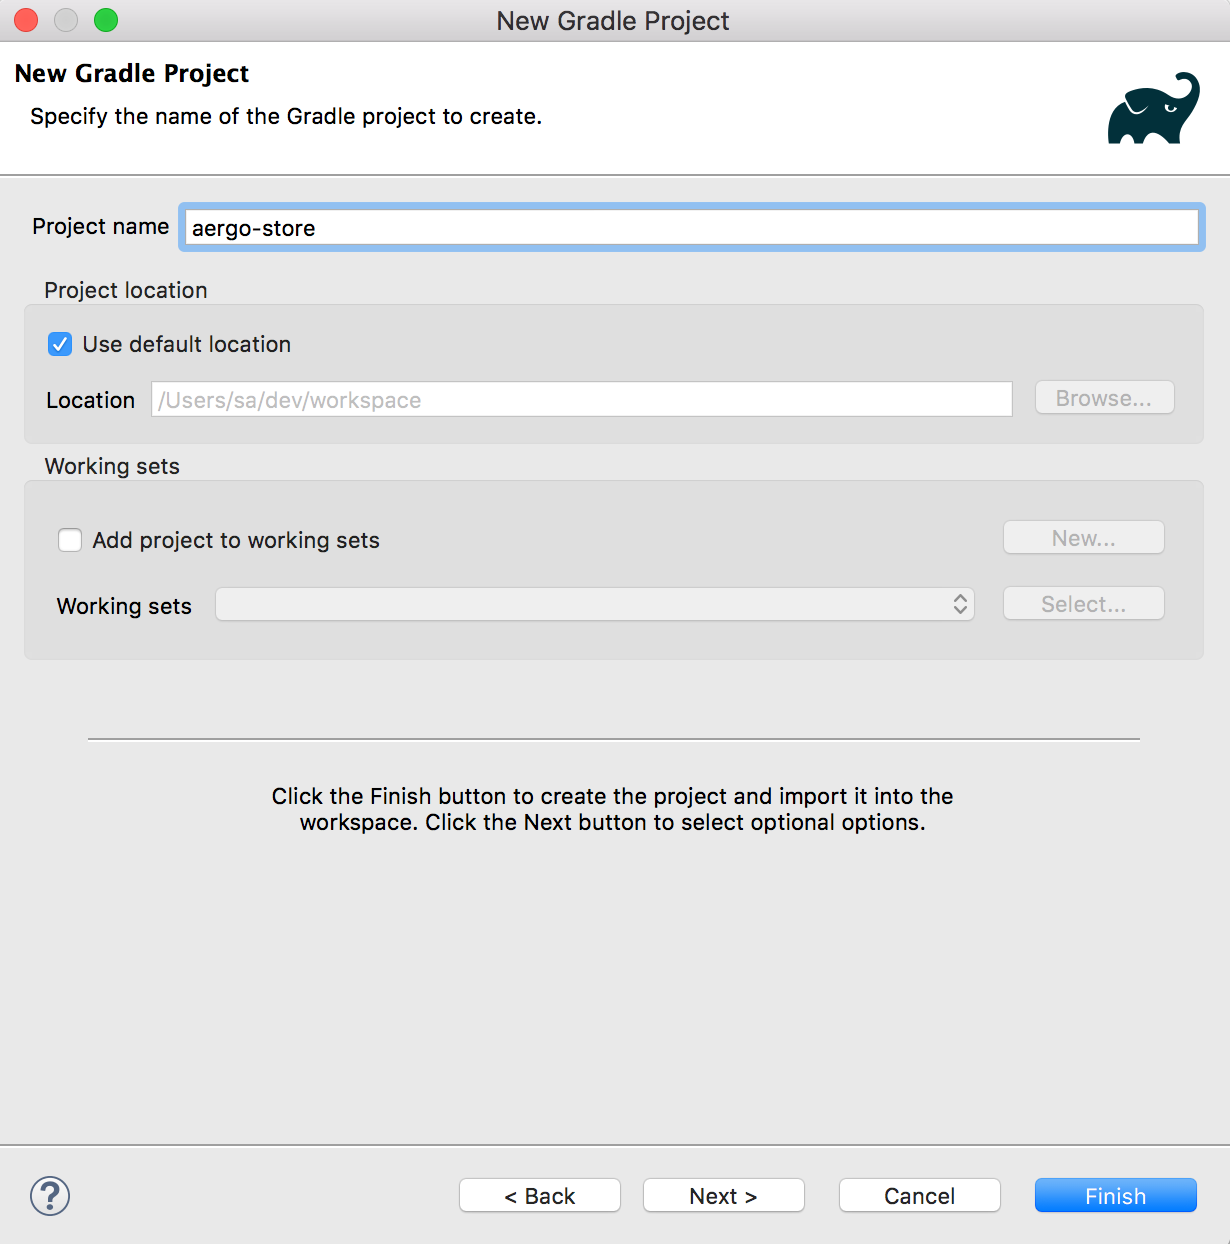 New Gradle Project
New Gradle Project
Specify the name of the Gradle project to create.
Project name aergo-store
Project location
Use default location
Location /Users/sa/dev/workspace Browse...
Working sets
Add project to working sets New...
Working sets Select...
Click the Finish button to create the project and import it into the
workspace. Click the Next button to select optional options.
? < Back Next > Cancel Finish